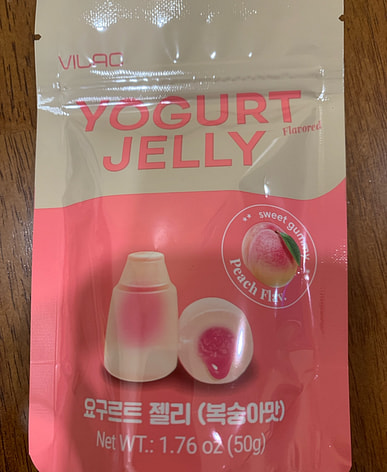 VILAC
YOGURT
Flavored
JELLY
sweet gummy
Peach Flav.
요구르트 젤리 (복숭아맛)
Net WT.: 1.76 oz (50g)